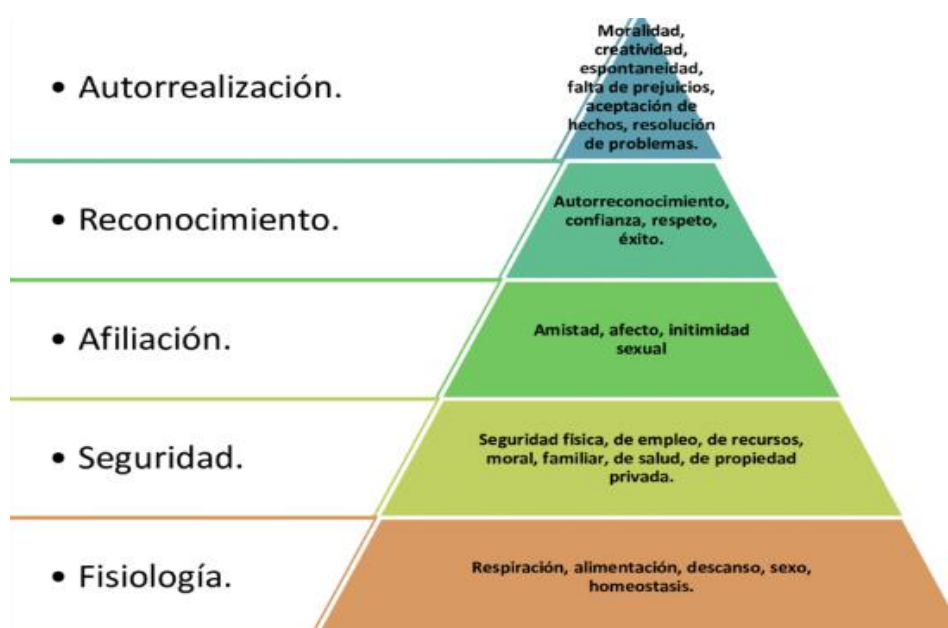 • Autorrealización.
Moralidad,
creatividad,
espontaneidad,
falta de prejuicios,
aceptación de
hechos, resolución
de problemas.
• Reconocimiento.
Autorreconocimiento,
confianza, respeto,
éxito.
• Afiliación.
Amistad, afecto, initimidad
sexual
• Seguridad.
Seguridad física, de empleo, de recursos,
moral, familiar, de salud, de propiedad
privada.
• Fisiología.
Respiración, alimentación, descanso, sexo,
homeostasis.